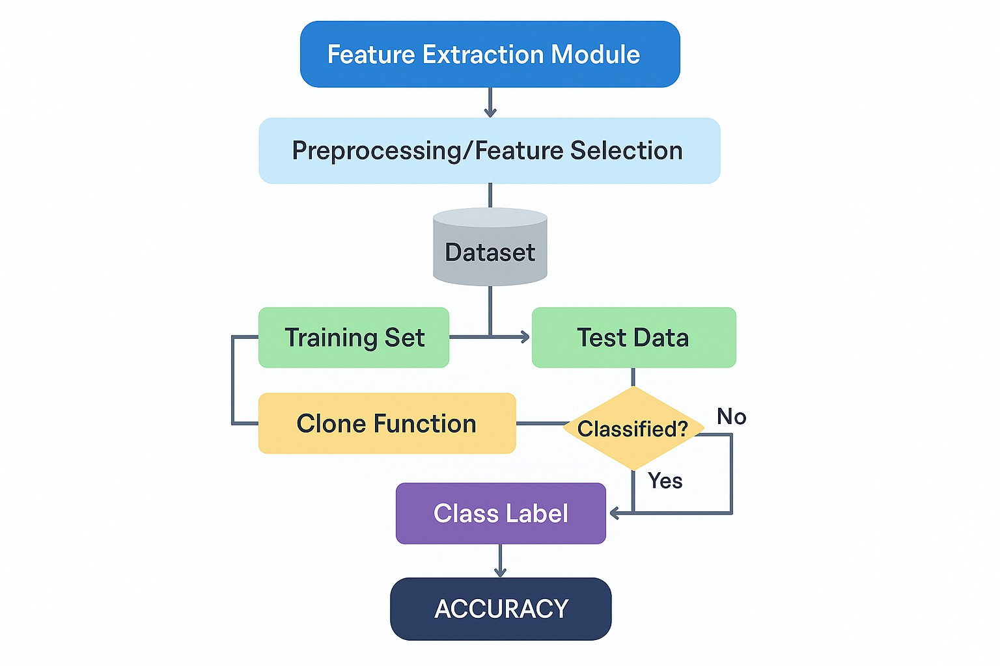 Feature Extraction Module
Preprocessing/Feature Selection
Dataset
Training Set
Test Data
Clone Function
Classified?
No
Yes
Class Label
ACCURACY